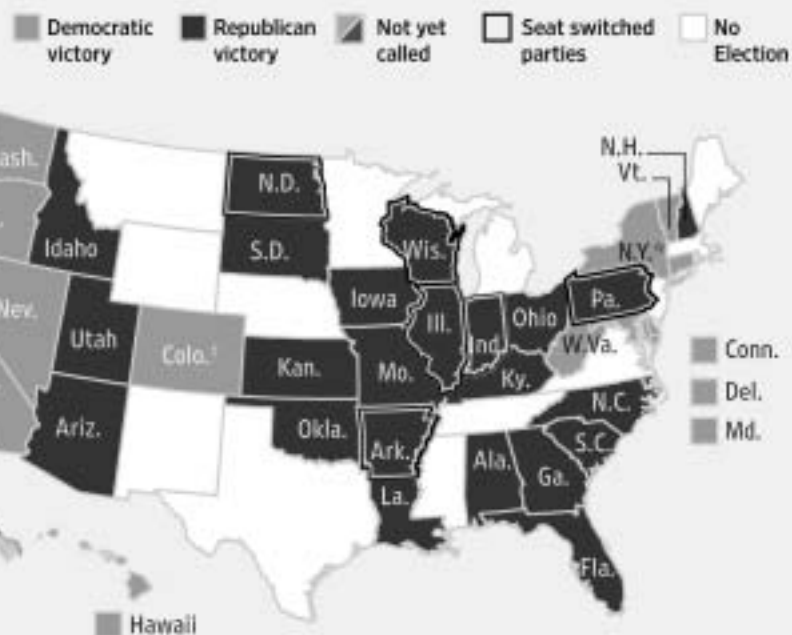 Democratic
victory
Republican
victory
Not yet
called
Seat switched
parties
No
Election
N.H.
Vt.
ash.
N.D.
Idaho
S.D.
Wis.
N.Y.
Nev.
Iowa
Pa.
Utah
Colo.‡
Ill.
Ind.
Ohio
W.Va.
Conn.
Kan.
Mo.
Ky.
Del.
Ariz.
Okla.
N.C.
Md.
Ark.
Ala.
S.C.
La.
Ga.
Fla.
Hawaii